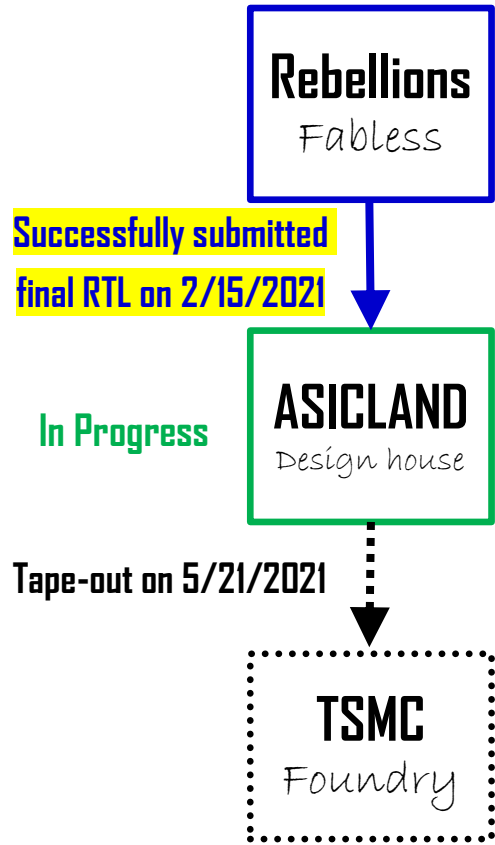 Rebellions
Fabless
Successfully submitted
final RTL on 2/15/2021
ASICLAND
Design house
In Progress
Tape-out on 5/21/2021
TSMC
Foundry